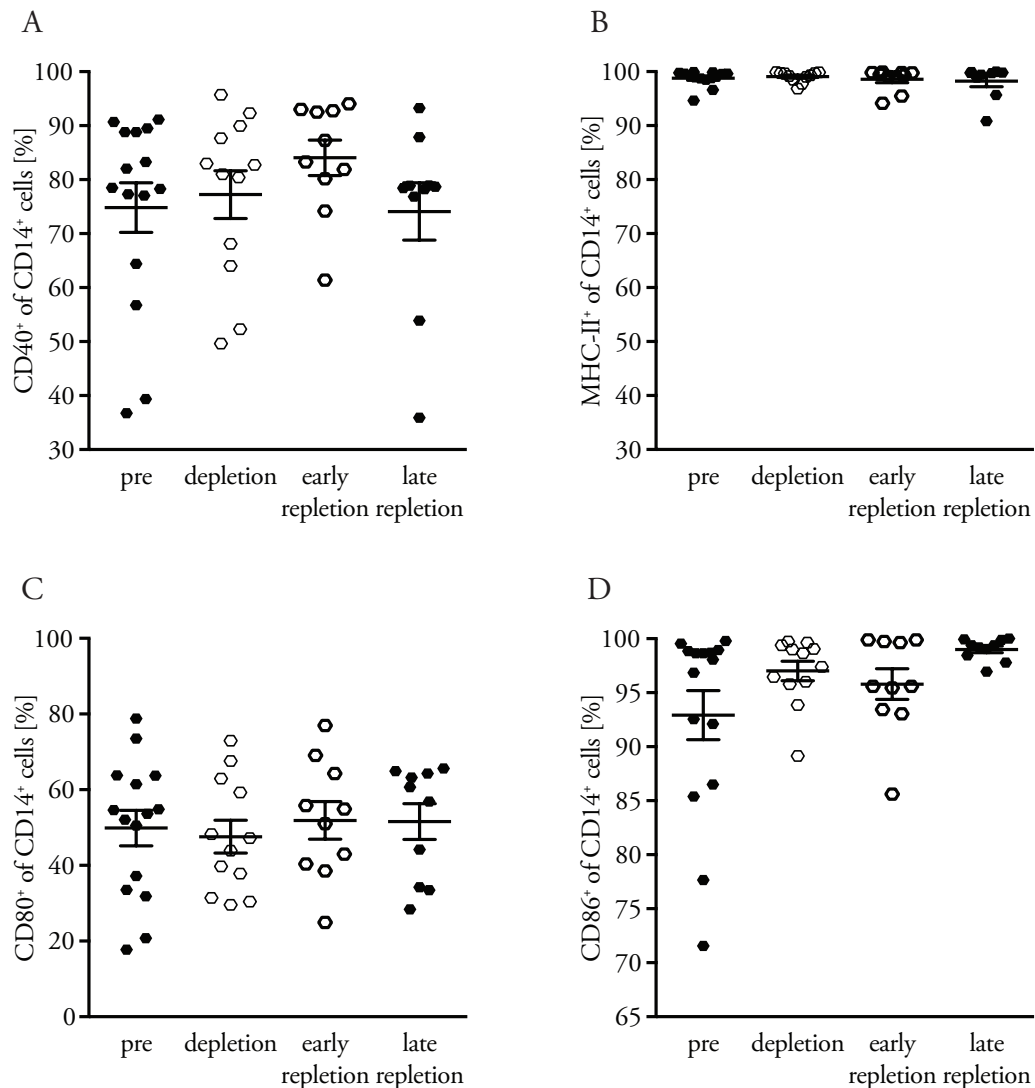 A
CD40⁺ of CD14⁺ cells [%]
100
90
80
70
60
50
40
30
pre
depletion
early
repletion
late
repletion
B
MHC-II⁺ of CD14⁺ cells [%]
100
90
80
70
60
50
40
30
pre
depletion
early
repletion
late
repletion
C
CD80⁺ of CD14⁺ cells [%]
100
80
60
40
20
0
pre
depletion
early
repletion
late
repletion
D
CD86⁺ of CD14⁺ cells [%]
100
95
90
85
80
75
70
65
pre
depletion
early
repletion
late
repletion